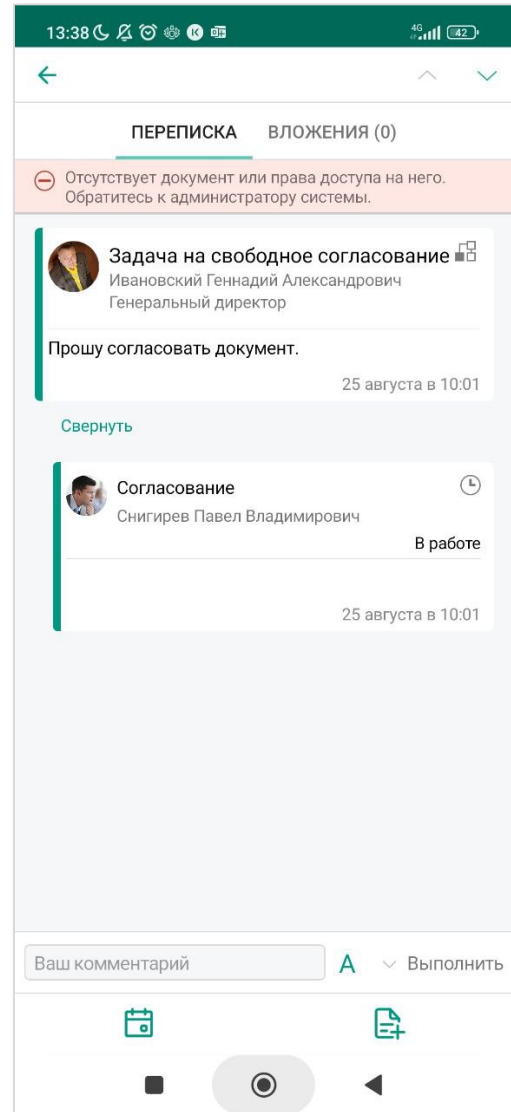 13:38
4G
42
ПЕРЕПИСКА ВЛОЖЕНИЯ (0)
Отсутствует документ или права доступа на него.
Обратитесь к администратору системы.
Задача на свободное согласование
Ивановский Геннадий Александрович
Генеральный директор
Прошу согласовать документ.
25 августа в 10:01
Свернуть
Согласование
Снигирев Павел Владимирович
В работе
25 августа в 10:01
Ваш комментарий A Выполнить